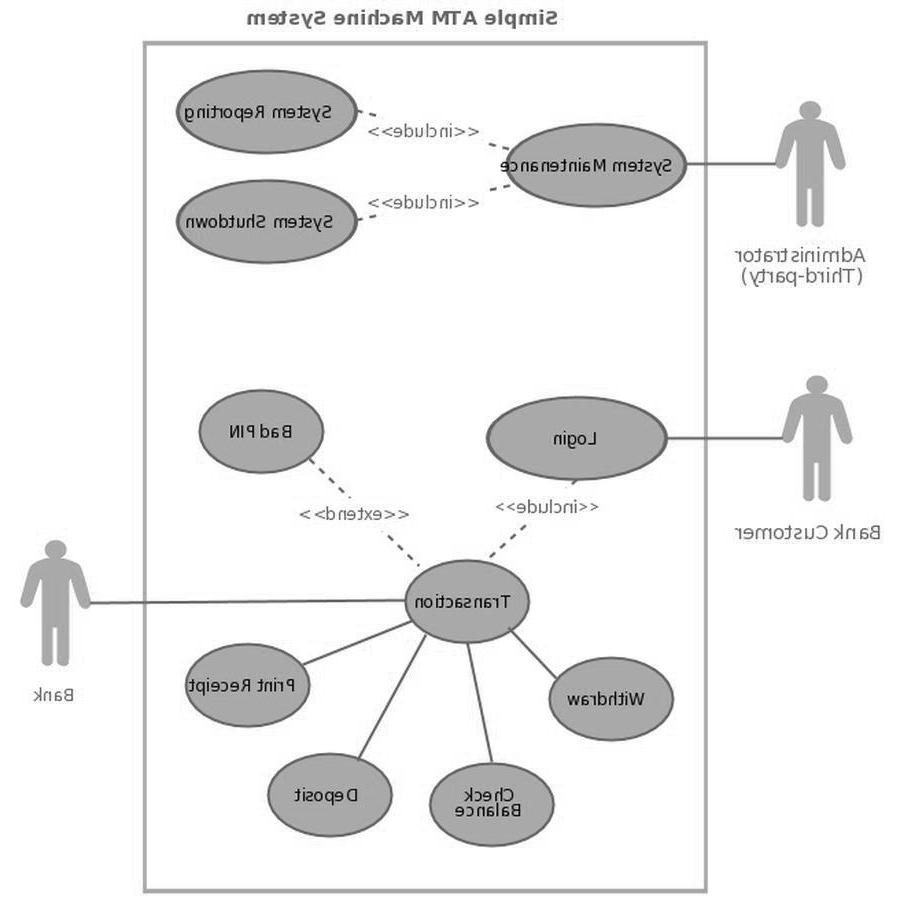 Simple ATM Machine System
System Reporting
<<include>>
System Maintenance
<<include>>
System Shutdown
Administrator
(Third-party)
Bad PIN
Login
<<extend>>
<<include>>
Bank Customer
Transaction
Bank
Print Receipt
Withdraw
Deposit
Check
Balance